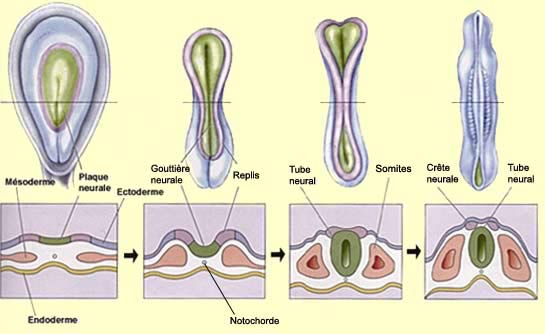 Mésoderme
Plaque
neurale
Ectoderme
Endoderme
Gouttière
neurale
Replis
Notochorde
Tube
neural
Somites
Crête
neurale
Tube
neural